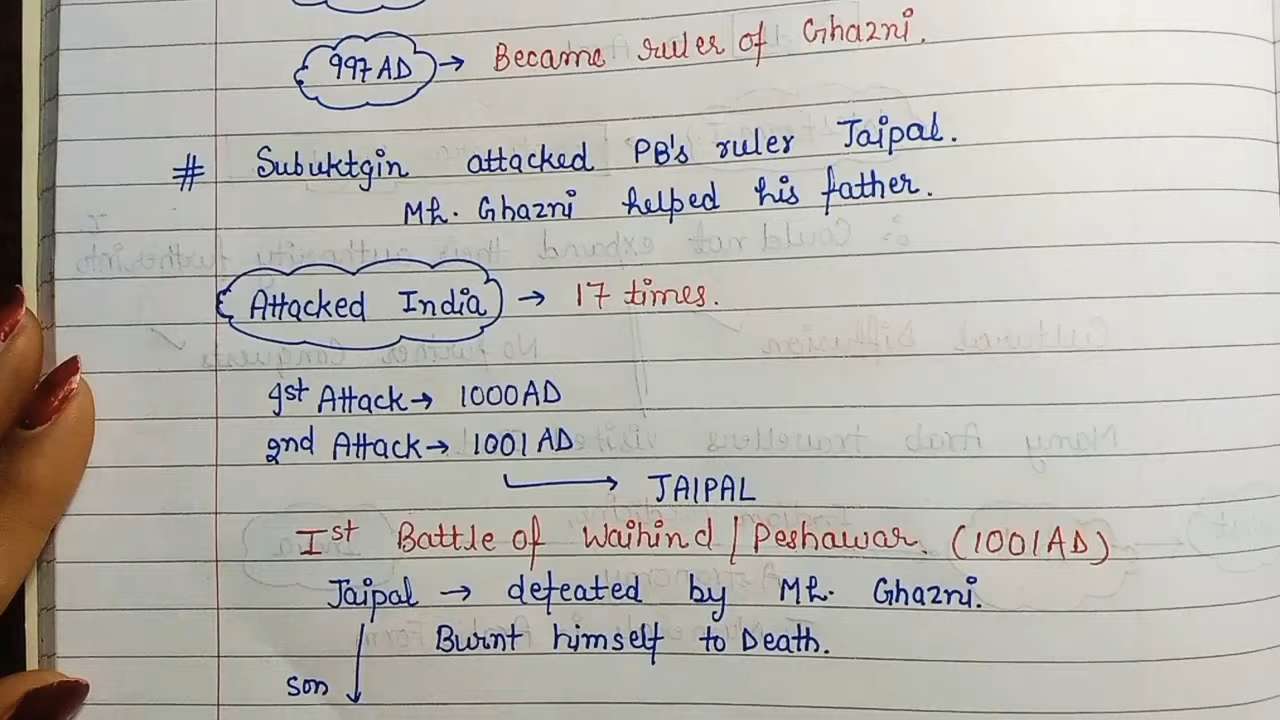 997 AD → Became ruler of Ghazni.
# Subuktgin attacked PB's ruler Jaipal.
Mh. Ghazni helped his father.
Attacked India → 17 times.
1st Attack → 1000AD
2nd Attack → 1001 AD
→ JAIPAL
Ist Battle of Waihind / Peshawar. (1001AD)
Jaipal → defeated by Mh. Ghazni.
Burnt himself to Death.
son ↓